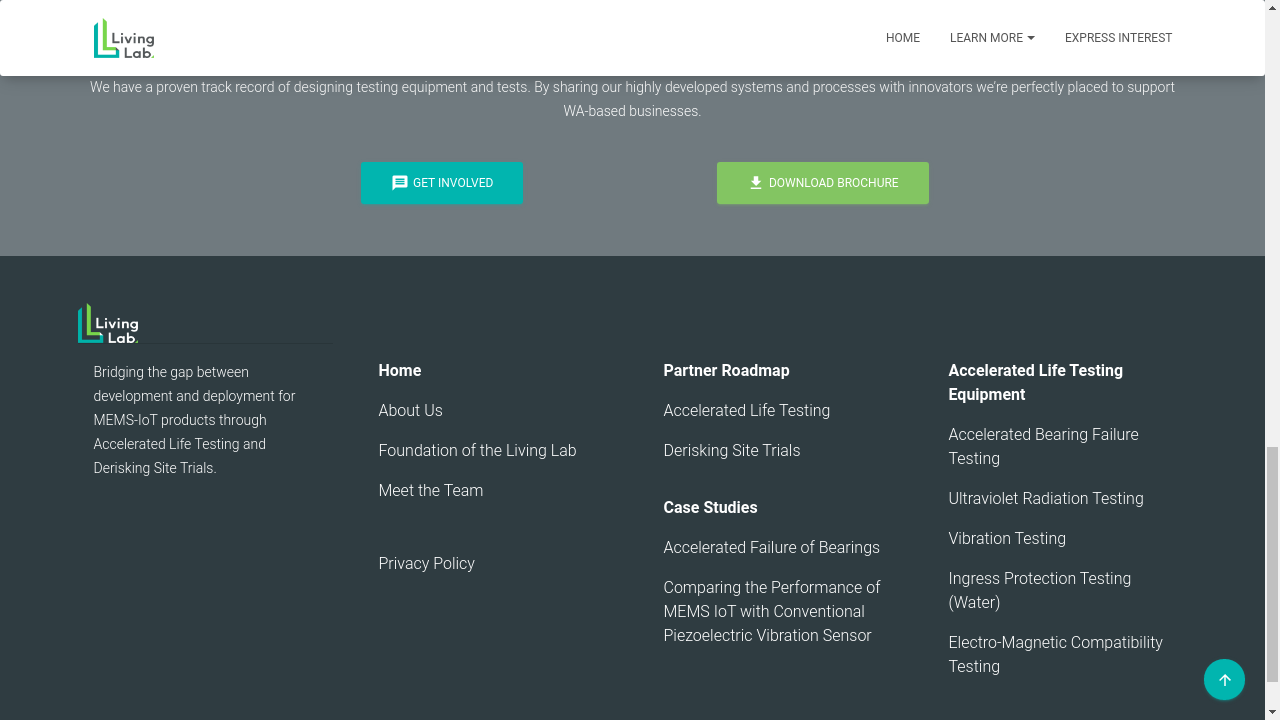 Living
Lab.
HOME
LEARN MORE
EXPRESS INTEREST
We have a proven track record of designing testing equipment and tests. By sharing our highly developed systems and processes with innovators we're perfectly placed to support
WA-based businesses.
GET INVOLVED
DOWNLOAD BROCHURE
Living
Lab.
Bridging the gap between
development and deployment for
MEMS-IoT products through
Accelerated Life Testing and
Derisking Site Trials.
Home
About Us
Foundation of the Living Lab
Meet the Team
Privacy Policy
Partner Roadmap
Accelerated Life Testing
Derisking Site Trials
Case Studies
Accelerated Failure of Bearings
Comparing the Performance of
MEMS IoT with Conventional
Piezoelectric Vibration Sensor
Accelerated Life Testing
Equipment
Accelerated Bearing Failure
Testing
Ultraviolet Radiation Testing
Vibration Testing
Ingress Protection Testing
(Water)
Electro-Magnetic Compatibility
Testing